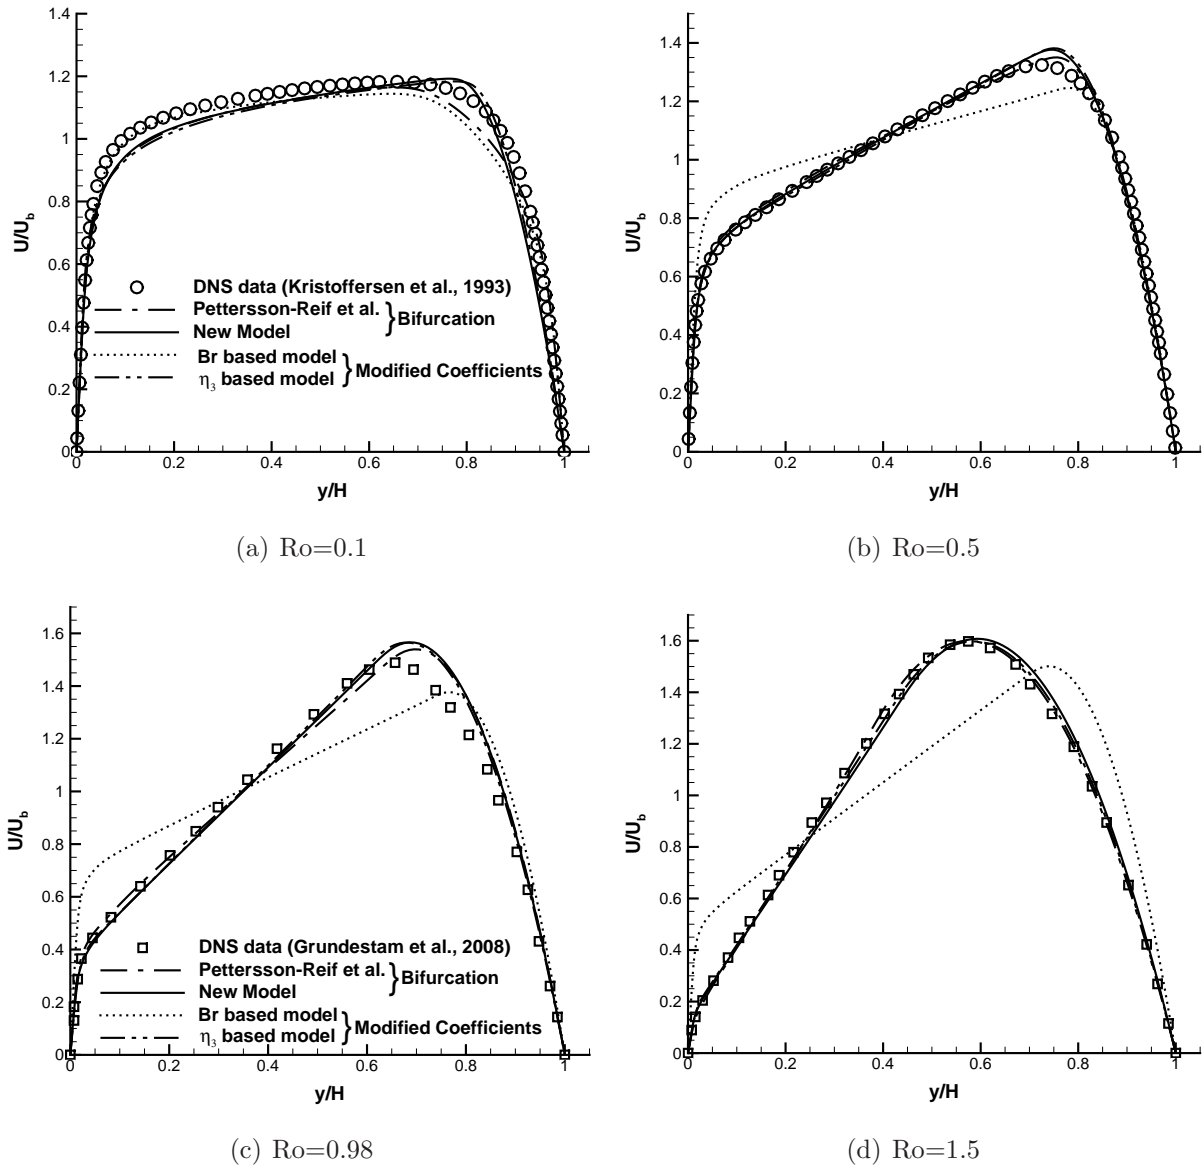 1.4
1.2
1
0.8
0.6
0.4
0.2
0
U/U_b
DNS data (Kristoffersen et al., 1993)
Pettersson-Reif et al.
New Model
} Bifurcation
Br based model
η₃ based model
} Modified Coefficients
0 0.2 0.4 0.6 0.8 1
y/H
(a) Ro=0.1
1.4
1.2
1
0.8
0.6
0.4
0.2
0
U/U_b
0 0.2 0.4 0.6 0.8 1
y/H
(b) Ro=0.5
1.6
1.4
1.2
1
0.8
0.6
0.4
0.2
0
U/U_b
DNS data (Grundestam et al., 2008)
Pettersson-Reif et al.
New Model
} Bifurcation
Br based model
η₃ based model
} Modified Coefficients
0 0.2 0.4 0.6 0.8 1
y/H
(c) Ro=0.98
1.6
1.4
1.2
1
0.8
0.6
0.4
0.2
0
U/U_b
0 0.2 0.4 0.6 0.8 1
y/H
(d) Ro=1.5